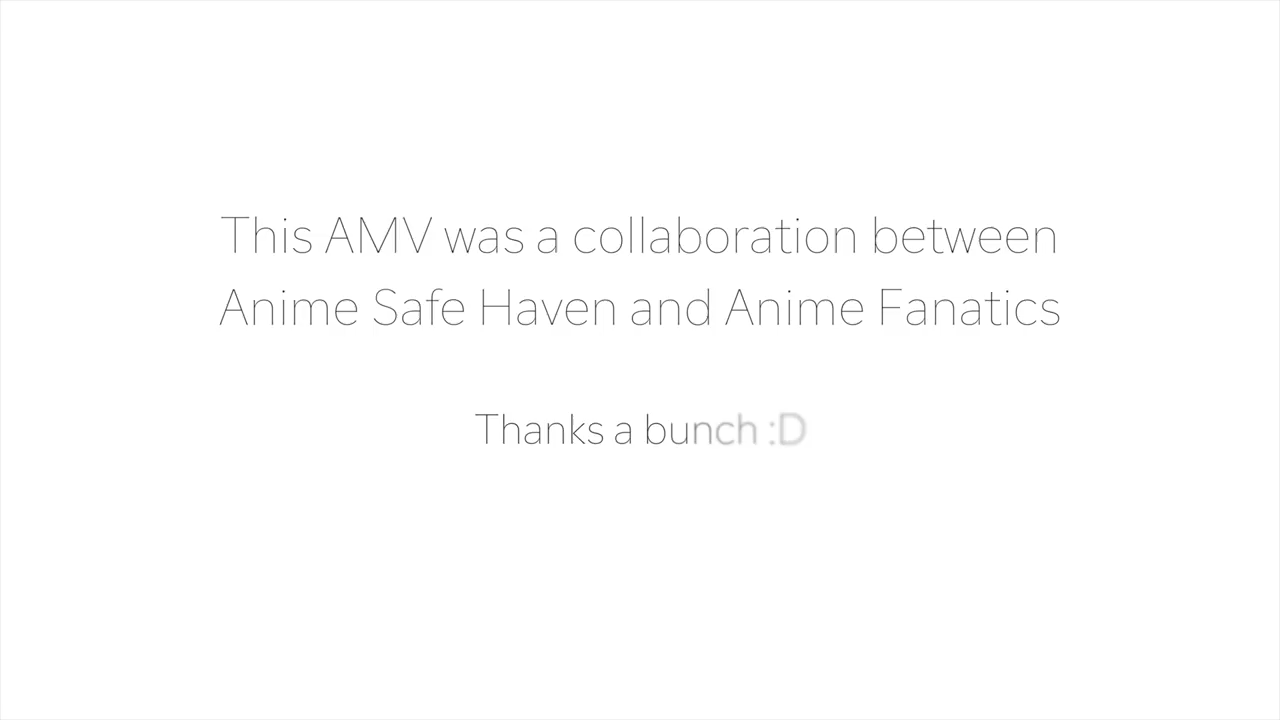 This AMV was a collaboration between
Anime Safe Haven and Anime Fanatics
Thanks a bunch :D